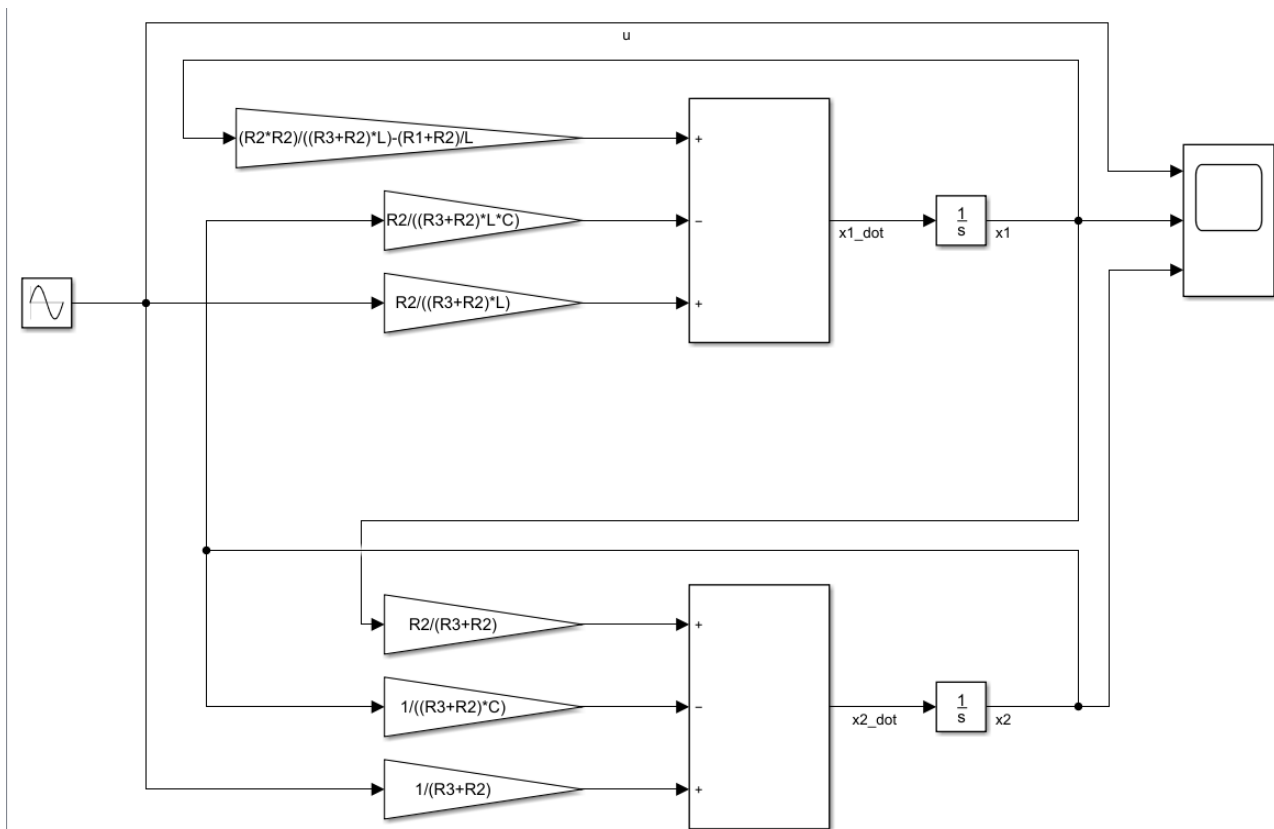 u
(R2*R2)/((R3+R2)*L)-(R1+R2)/L
+
R2/((R3+R2)*L*C)
−
x1_dot
1
s
x1
R2/((R3+R2)*L)
+
R2/(R3+R2)
+
1/((R3+R2)*C)
−
x2_dot
1
s
x2
1/(R3+R2)
+